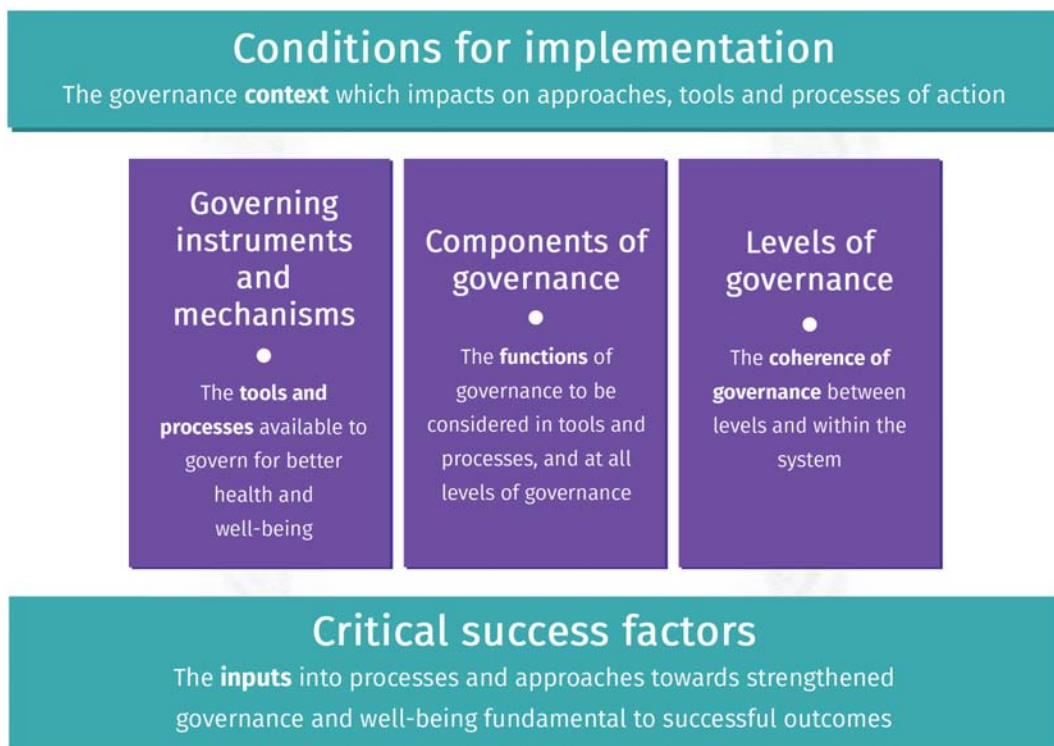 Conditions for implementation
The governance context which impacts on approaches, tools and processes of action
Governing
instruments
and
mechanisms
The tools and
processes available to
govern for better
health and
well-being
Components of
governance
The functions of
governance to be
considered in tools and
processes, and at all
levels of governance
Levels of
governance
The coherence of
governance between
levels and within the
system
Critical success factors
The inputs into processes and approaches towards strengthened
governance and well-being fundamental to successful outcomes